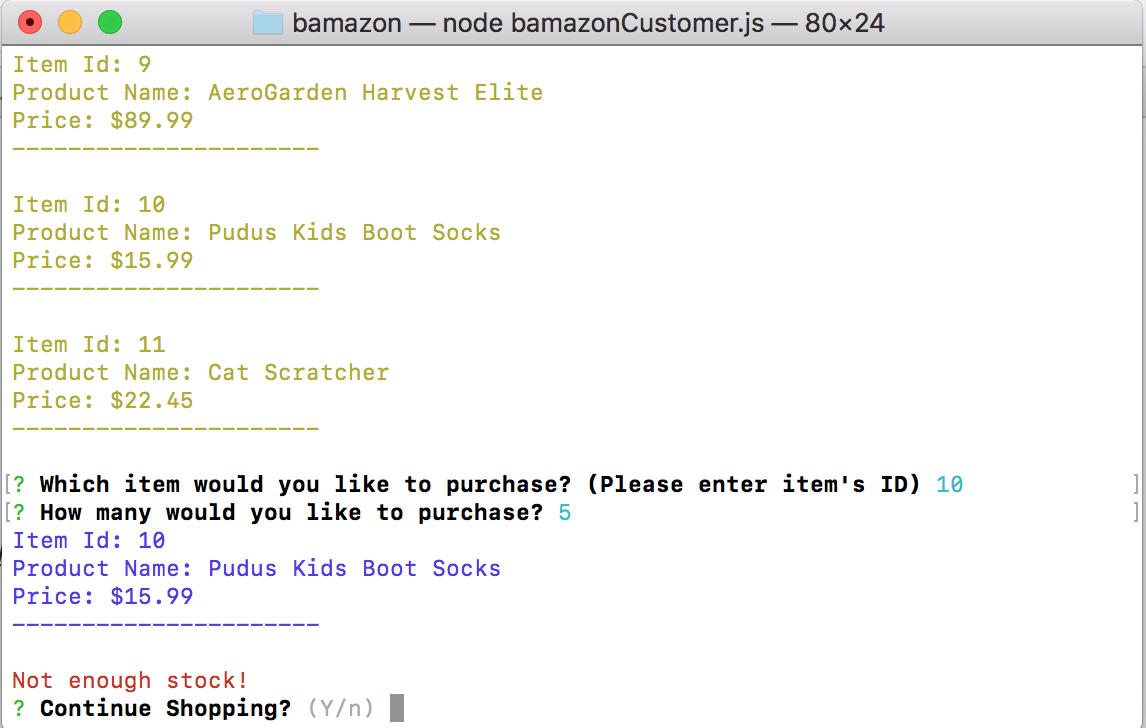 bamazon — node bamazonCustomer.js — 80×24
Item Id: 9
Product Name: AeroGarden Harvest Elite
Price: $89.99
----------------------
Item Id: 10
Product Name: Pudus Kids Boot Socks
Price: $15.99
----------------------
Item Id: 11
Product Name: Cat Scratcher
Price: $22.45
----------------------
[? Which item would you like to purchase? (Please enter item's ID) 10 ]
[? How many would you like to purchase? 5 ]
Item Id: 10
Product Name: Pudus Kids Boot Socks
Price: $15.99
----------------------
Not enough stock!
? Continue Shopping? (Y/n)